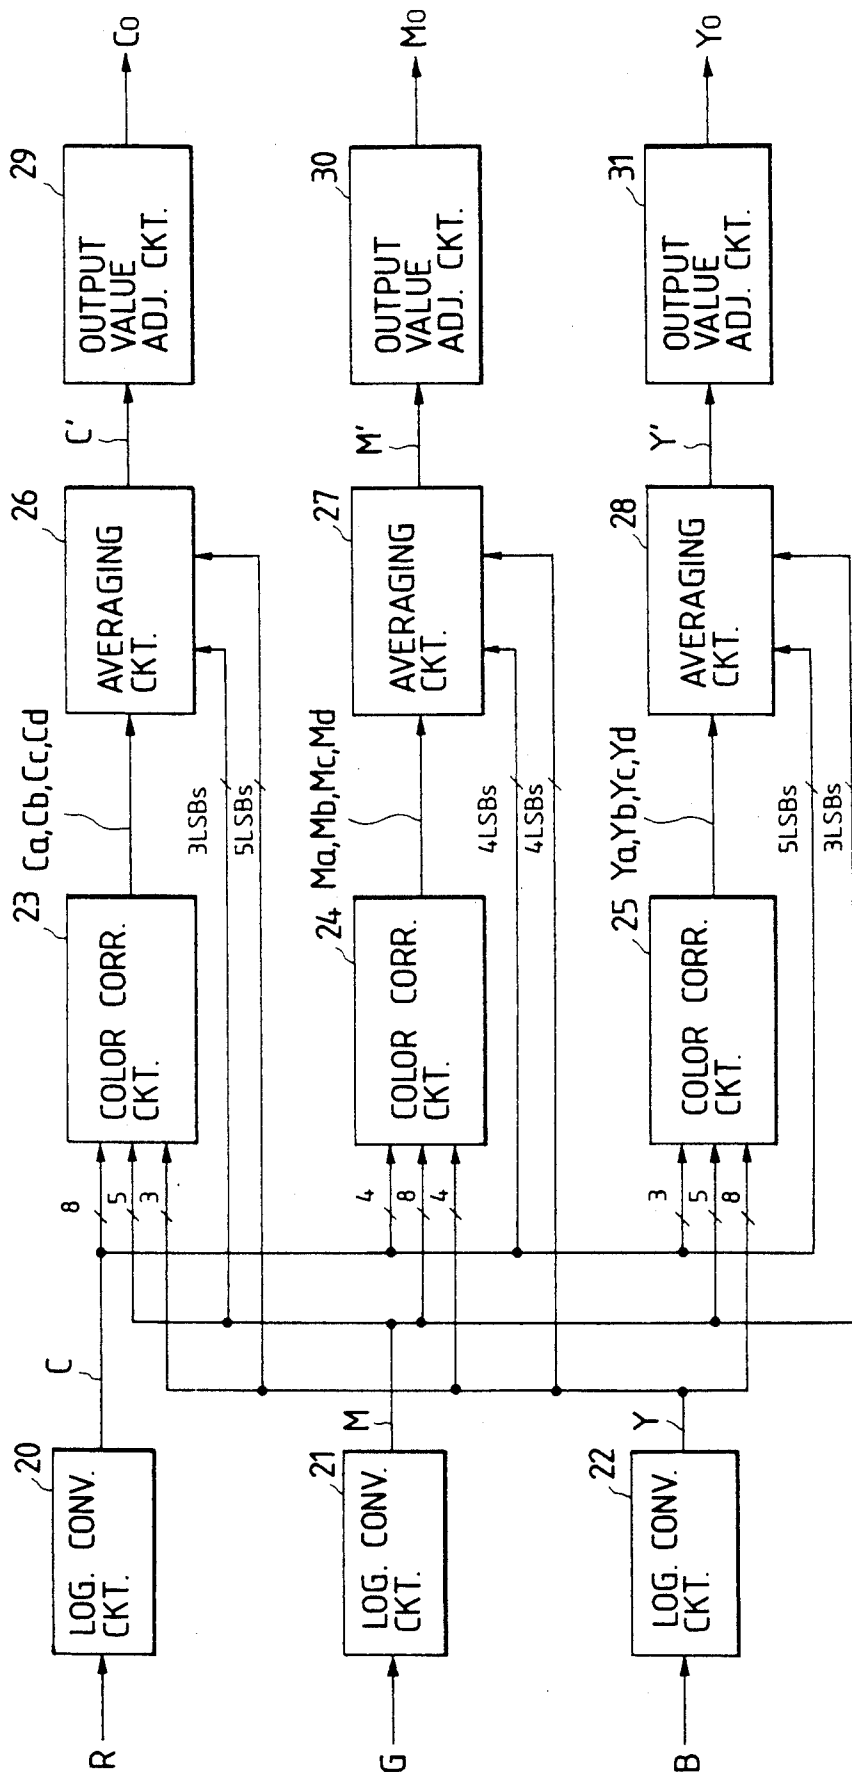 R
LOG. CONV.
CKT.
20
C
8
5
3
COLOR CORR.
CKT.
23
Ca,Cb,Cc,Cd
3LSBs
5LSBs
AVERAGING
CKT.
26
C'
OUTPUT
VALUE
ADJ. CKT.
29
Co
G
LOG. CONV.
CKT.
21
M
4
8
4
COLOR CORR.
CKT.
24
Ma,Mb,Mc,Md
4LSBs
4LSBs
AVERAGING
CKT.
27
M'
OUTPUT
VALUE
ADJ. CKT.
30
Mo
B
LOG. CONV.
CKT.
22
Y
3
5
8
COLOR CORR.
CKT.
25
Ya,Yb,Yc,Yd
5LSBs
3LSBs
AVERAGING
CKT.
28
Y'
OUTPUT
VALUE
ADJ. CKT.
31
Yo